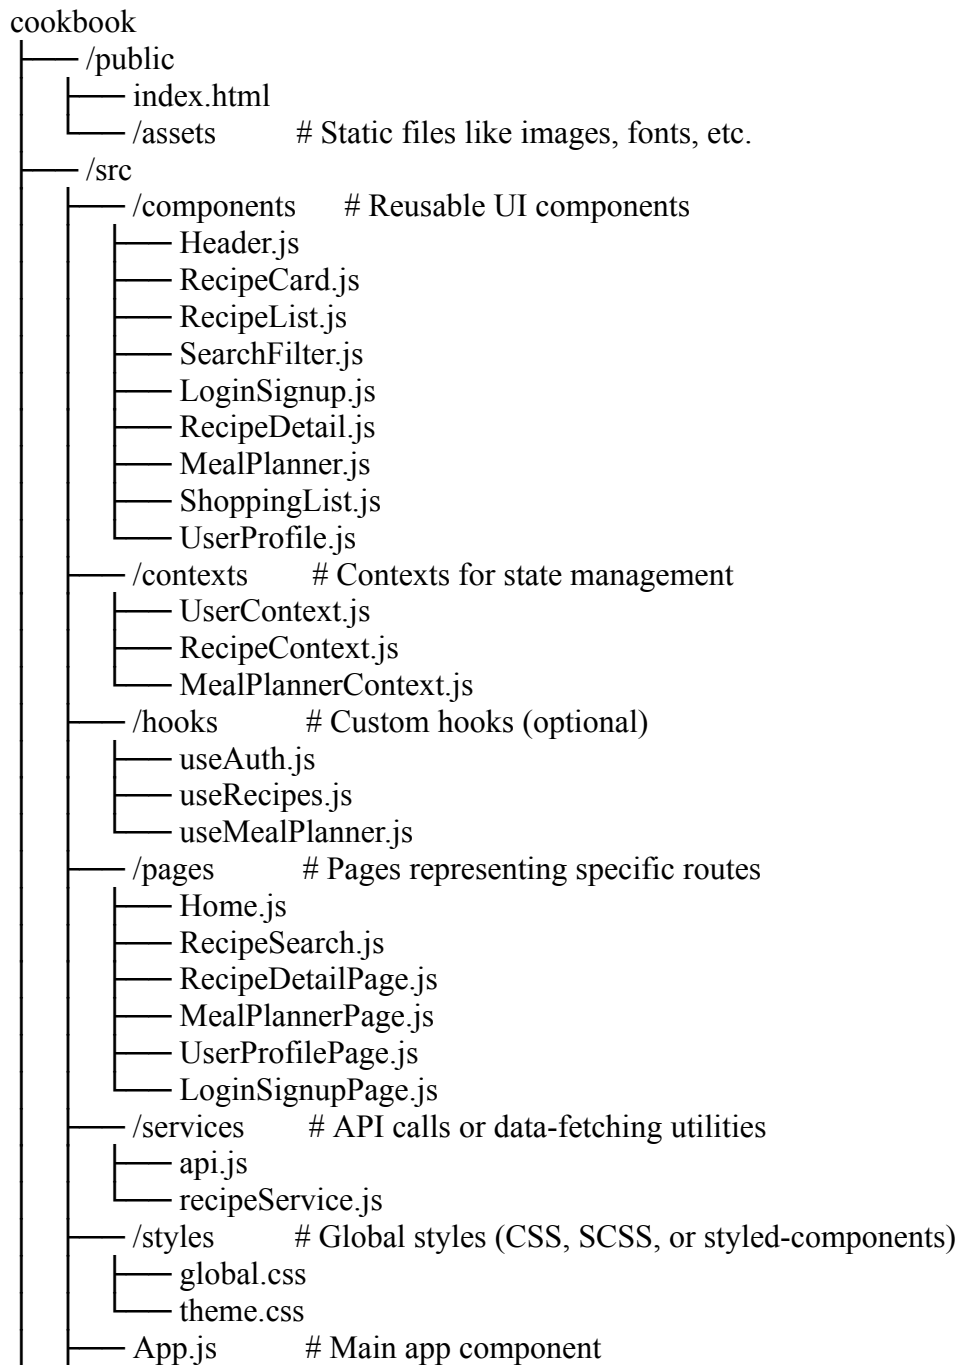 cookbook
├── /public
│ ├── index.html
│ └── /assets # Static files like images, fonts, etc.
├── /src
│ ├── /components # Reusable UI components
│ │ ├── Header.js
│ │ ├── RecipeCard.js
│ │ ├── RecipeList.js
│ │ ├── SearchFilter.js
│ │ ├── LoginSignup.js
│ │ ├── RecipeDetail.js
│ │ ├── MealPlanner.js
│ │ ├── ShoppingList.js
│ │ └── UserProfile.js
│ ├── /contexts # Contexts for state management
│ │ ├── UserContext.js
│ │ ├── RecipeContext.js
│ │ └── MealPlannerContext.js
│ ├── /hooks # Custom hooks (optional)
│ │ ├── useAuth.js
│ │ ├── useRecipes.js
│ │ └── useMealPlanner.js
│ ├── /pages # Pages representing specific routes
│ │ ├── Home.js
│ │ ├── RecipeSearch.js
│ │ ├── RecipeDetailPage.js
│ │ ├── MealPlannerPage.js
│ │ ├── UserProfilePage.js
│ │ └── LoginSignupPage.js
│ ├── /services # API calls or data-fetching utilities
│ │ ├── api.js
│ │ └── recipeService.js
│ ├── /styles # Global styles (CSS, SCSS, or styled-components)
│ │ ├── global.css
│ │ └── theme.css
│ ├── App.js # Main app component